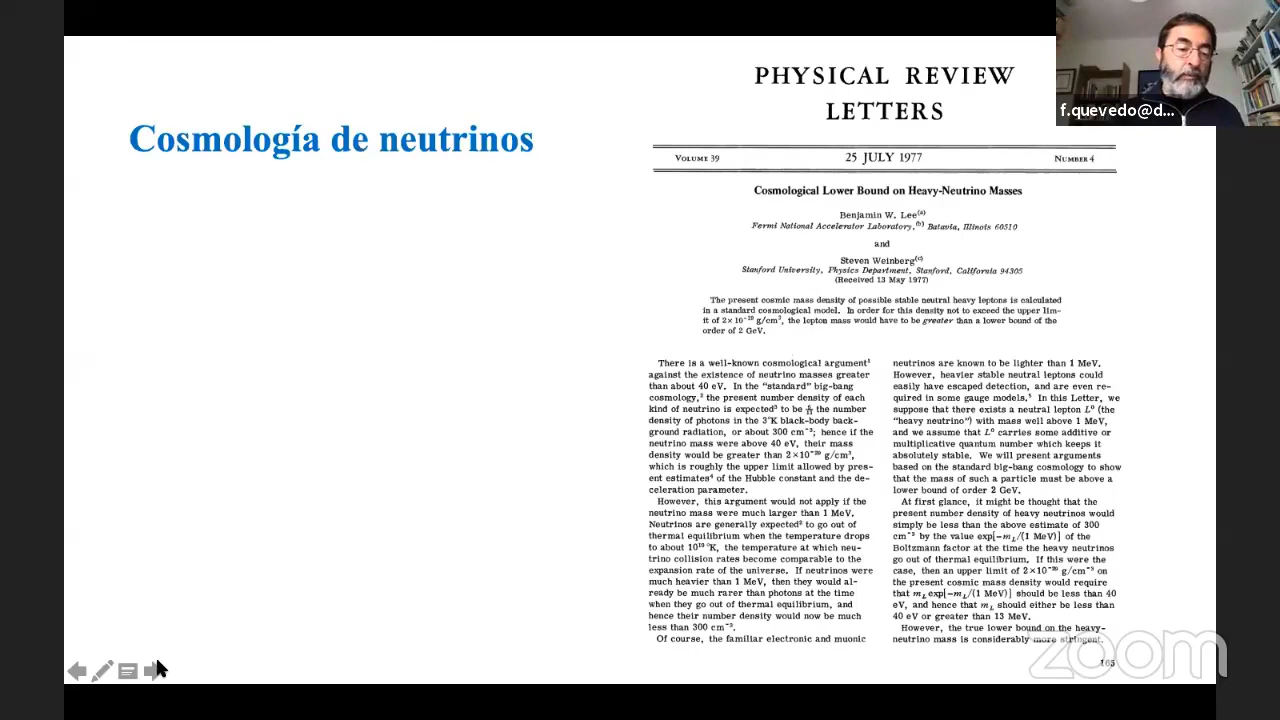 Cosmología de neutrinos
PHYSICAL REVIEW
LETTERS
VOLUME 39
25 JULY 1977
NUMBER 4
Cosmological Lower Bound on Heavy-Neutrino Masses
Benjamin W. Lee(a)
Fermi National Accelerator Laboratory,(b) Batavia, Illinois 60510
and
Steven Weinberg(c)
Stanford University, Physics Department, Stanford, California 94305
(Received 13 May 1977)
The present cosmic mass density of possible stable neutral heavy leptons is calculated
in a standard cosmological model. In order for this density not to exceed the upper lim-
it of 2×10⁻²⁹ g/cm³, the lepton mass would have to be greater than a lower bound of the
order of 2 GeV.
There is a well-known cosmological argument¹
against the existence of neutrino masses greater
than about 40 eV. In the “standard” big-bang
cosmology,² the present number density of each
kind of neutrino is expected³ to be the number
density of photons in the 3°K black-body back-
ground radiation, or about 300 cm⁻³; hence if the
neutrino mass were above 40 eV, their mass
density would be greater than 2×10⁻²⁹ g/cm³,
which is roughly the upper limit allowed by pres-
ent estimates⁴ of the Hubble constant and the de-
celeration parameter.
However, this argument would not apply if the
neutrino mass were much larger than 1 MeV.
Neutrinos are generally expected² to go out of
thermal equilibrium when the temperature drops
to about 10¹⁰ °K, the temperature at which neu-
trino collision rates become comparable to the
expansion rate of the universe. If neutrinos were
much heavier than 1 MeV, then they would al-
ready be much rarer than photons at the time
when they go out of thermal equilibrium, and
hence their number density would now be much
less than 300 cm⁻³.
Of course, the familiar electronic and muonic
neutrinos are known to be lighter than 1 MeV.
However, heavier stable neutral leptons could
easily have escaped detection, and are even re-
quired in some gauge models.⁵ In this Letter, we
suppose that there exists a neutral lepton L⁰ (the
“heavy neutrino”) with mass well above 1 MeV,
and we assume that L⁰ carries some additive or
multiplicative quantum number which keeps it
absolutely stable. We will present arguments
based on the standard big-bang cosmology to show
that the mass of such a particle must be above a
lower bound of order 2 GeV.
At first glance, it might be thought that the
present number density of heavy neutrinos would
simply be less than the above estimate of 300
cm⁻³ by the value exp[-m_L/(1 MeV)] of the
Boltzmann factor at the time the heavy neutrinos
go out of thermal equilibrium. If this were the
case, then an upper limit of 2×10⁻²⁹ g/cm⁻³ on
the present cosmic mass density would require
that m_L exp[-m_L/(1 MeV)] should be less than 40
eV, and hence that m_L should either be less than
40 eV or greater than 13 MeV.
However, the true lower bound on the heavy-
neutrino mass is considerably more stringent.
165
f.quevedo@d...
zoom